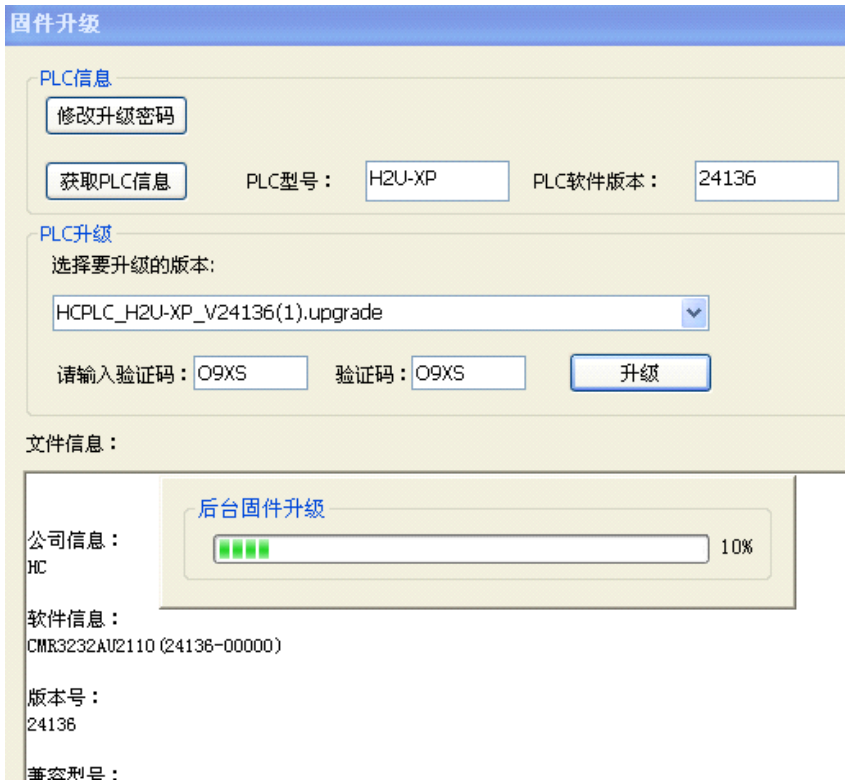 固件升级
PLC信息
修改升级密码
获取PLC信息 PLC型号： H2U-XP PLC软件版本： 24136
PLC升级
选择要升级的版本:
HCPLC_H2U-XP_V24136(1).upgrade
请输入验证码： O9XS 验证码： O9XS 升级
文件信息：
后台固件升级
10%
公司信息：
HC
软件信息：
CMR3232AU2110(24136-00000)
版本号：
24136
兼容型号：